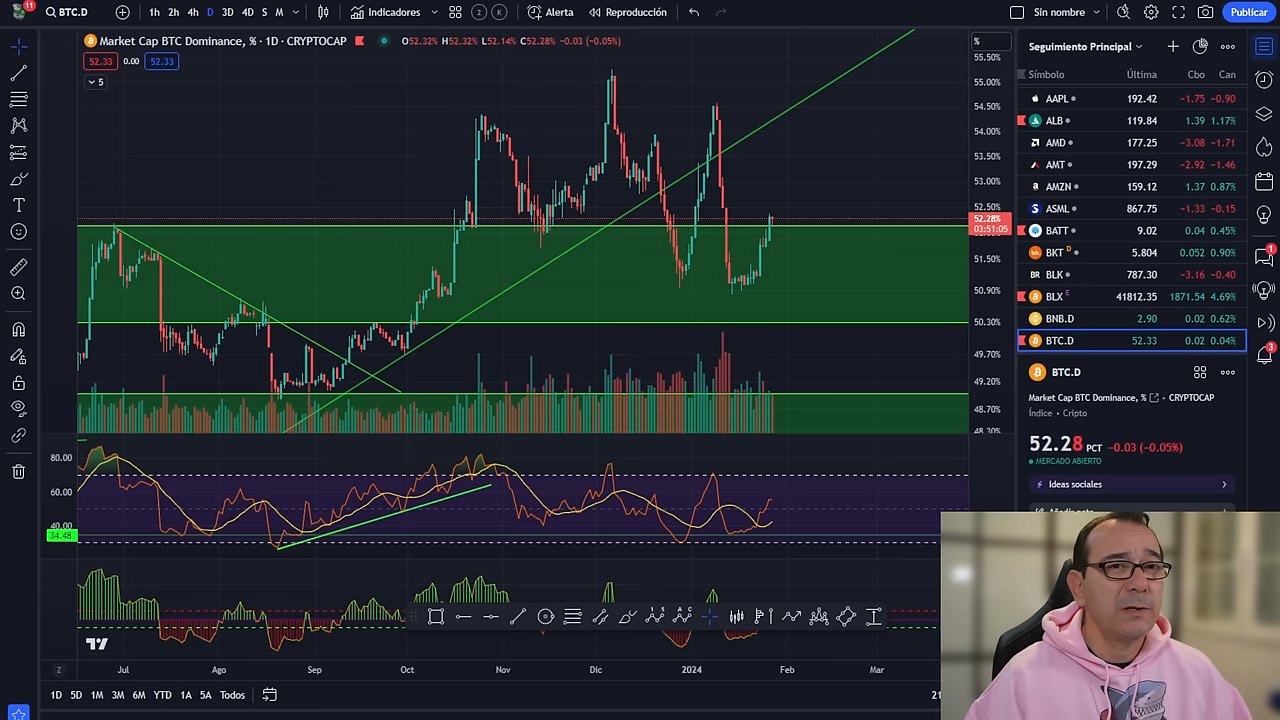 11 BTC.D 1h 2h 4h D 3D 4D S M Indicadores 2 K Alerta Reproducción Sin nombre Publicar
Market Cap BTC Dominance, % · 1D · CRYPTOCAP O52.32% H52.32% L52.14% C52.28% -0.03 (-0.05%)
52.33 0.00 52.33
5
%
55.50%
55.00%
54.50%
54.00%
53.50%
53.00%
52.50%
52.28%
03:51:05
51.50%
50.90%
50.30%
49.70%
49.20%
48.70%
48.30%
80.00
60.00
40.00
34.48
Jul Ago Sep Oct Nov Dic 2024 Feb Mar
Z
1D 5D 1M 3M 6M YTD 1A 5A Todos 21
Seguimiento Principal
Símbolo Última Cbo Can
AAPL 192.42 −1.75 −0.90
ALB 119.84 1.39 1.17%
AMD 177.25 −3.08 −1.71
AMT 197.29 −2.92 −1.46
AMZN 159.12 1.37 0.87%
ASML 867.75 −1.33 −0.15
BATT 9.02 0.04 0.45%
BKT D 5.804 0.052 0.90%
BLK 787.30 −3.16 −0.40
BLX E 41812.35 1871.54 4.69%
BNB.D 2.90 0.02 0.62%
BTC.D 52.33 0.02 0.04%
BTC.D
Market Cap BTC Dominance, % · CRYPTOCAP
Índice · Cripto
52.28 PCT −0.03 (−0.05%)
MERCADO ABIERTO
Ideas sociales
1
3